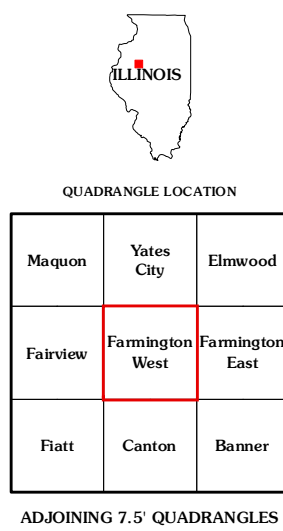 ILLINOIS
QUADRANGLE LOCATION
Maquon
Yates
City
Elmwood
Fairview
Farmington
West
Farmington
East
Fiatt
Canton
Banner
ADJOINING 7.5' QUADRANGLES